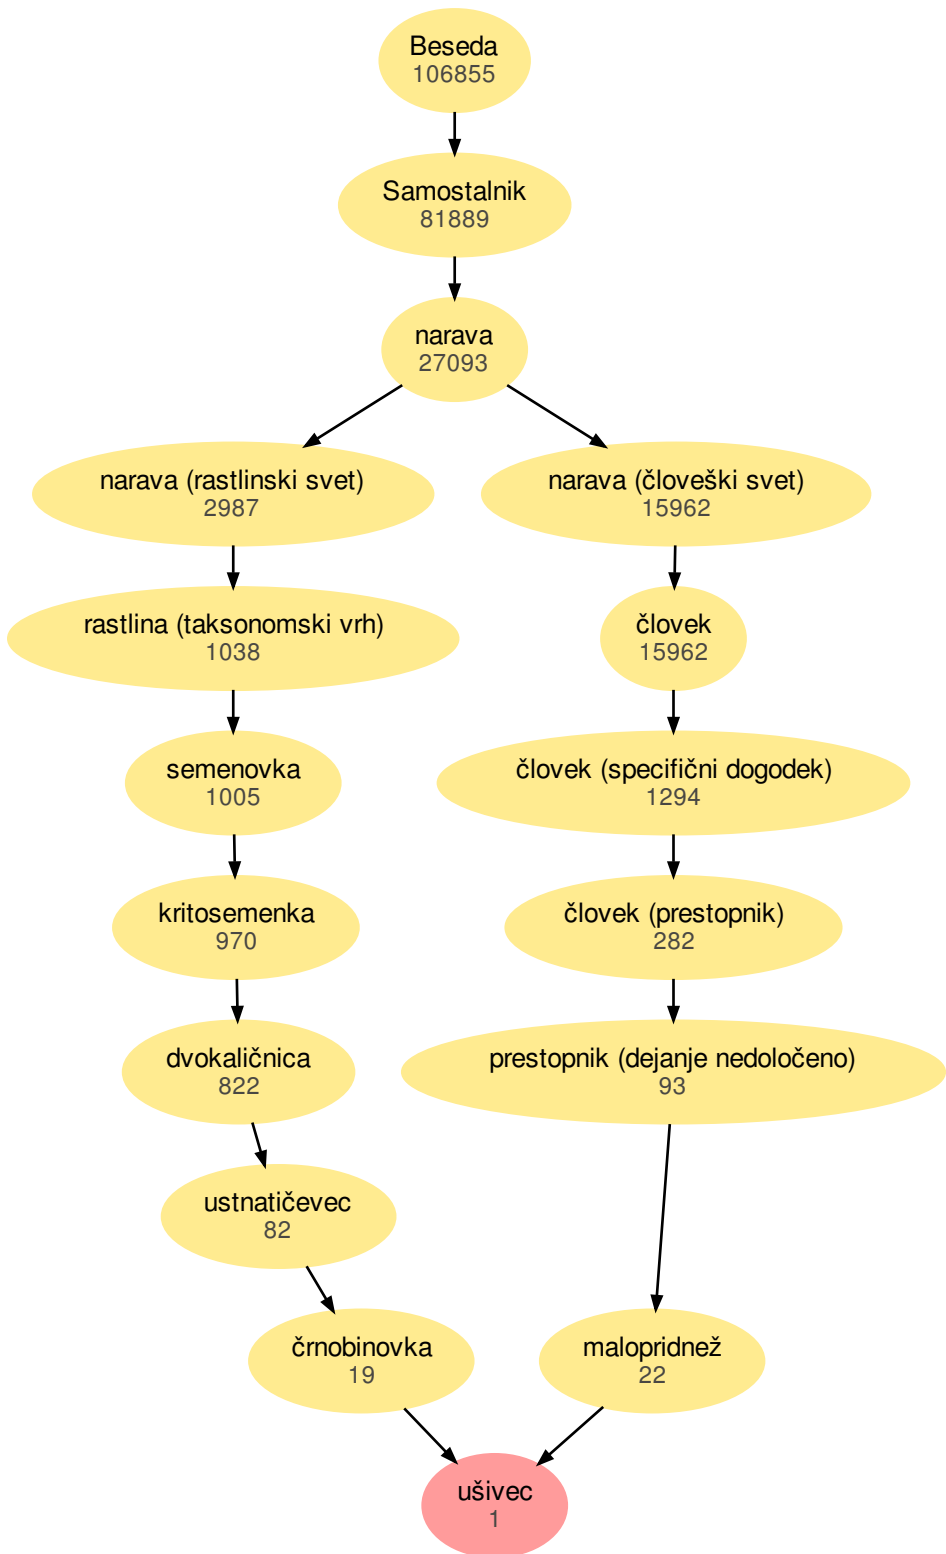 Beseda
106855
Samostalnik
81889
narava
27093
narava (rastlinski svet)
2987
narava (človeški svet)
15962
rastlina (taksonomski vrh)
1038
človek
15962
semenovka
1005
človek (specifični dogodek)
1294
kritosemenka
970
človek (prestopnik)
282
dvokaličnica
822
prestopnik (dejanje nedoločeno)
93
ustnatičevec
82
črnobinovka
19
malopridnež
22
ušivec
1